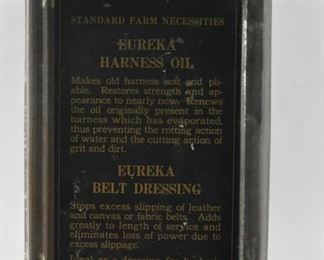 STANDARD FARM NECESSITIES
EUREKA
HARNESS OIL
Makes old harness soft and pli-
able. Restores strength and ap-
pearance to nearly new. Renews
the oil originally present in the
harness which has evaporated,
thus preventing the rotting action
of water and the cutting action of
grit and dirt.
EUREKA
BELT DRESSING
Stops excess slipping of leather
and canvas or fabric belts. Adds
greatly to length of service and
eliminates loss of power due to
excess slippage.